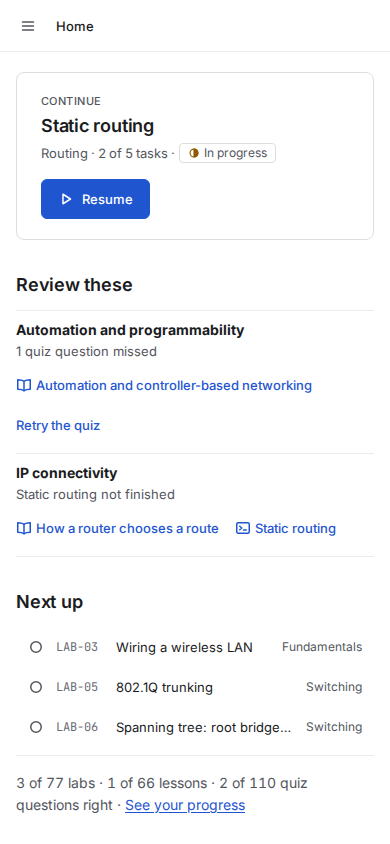 Home
CONTINUE
Static routing
Routing · 2 of 5 tasks · In progress
Resume
Review these
Automation and programmability
1 quiz question missed
Automation and controller-based networking
Retry the quiz
IP connectivity
Static routing not finished
How a router chooses a route Static routing
Next up
LAB-03 Wiring a wireless LAN Fundamentals
LAB-05 802.1Q trunking Switching
LAB-06 Spanning tree: root bridge... Switching
3 of 77 labs · 1 of 66 lessons · 2 of 110 quiz
questions right · See your progress